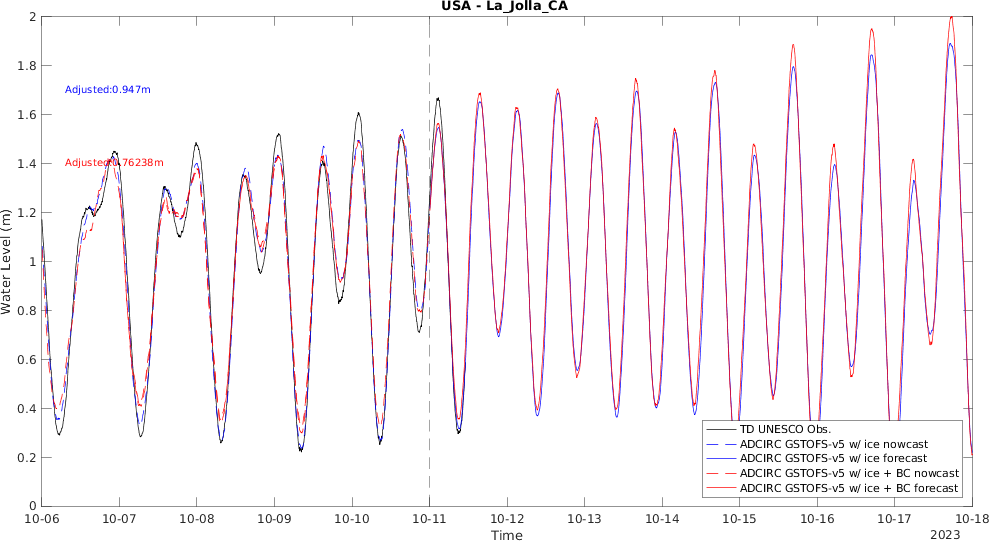 USA - La_Jolla_CA
2
1.8
1.6
1.4
1.2
1
0.8
0.6
0.4
0.2
0
Water Level (m)
Adjusted:0.947m
Adjusted:0.76238m
TD UNESCO Obs.
ADCIRC GSTOFS-v5 w/ ice nowcast
ADCIRC GSTOFS-v5 w/ ice forecast
ADCIRC GSTOFS-v5 w/ ice + BC nowcast
ADCIRC GSTOFS-v5 w/ ice + BC forecast
10-06 10-07 10-08 10-09 10-10 10-11 10-12 10-13 10-14 10-15 10-16 10-17 10-18
Time
2023